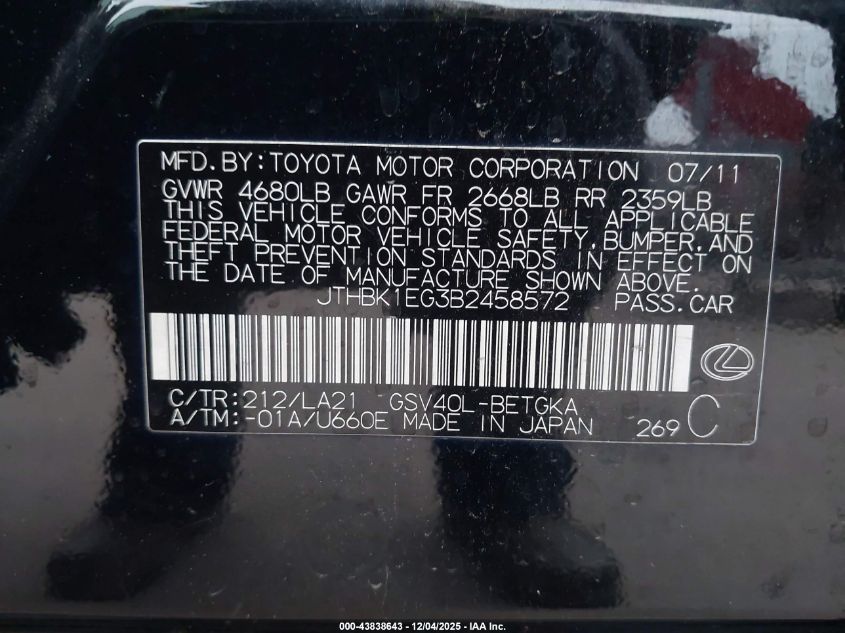 MFD.BY:TOYOTA MOTOR CORPORATION 07/11
GVWR 4680LB GAWR FR 2668LB RR 2359LB
THIS VEHICLE CONFORMS TO ALL APPLICABLE
FEDERAL MOTOR VEHICLE SAFETY,BUMPER,AND
THEFT PREVENTION STANDARDS IN EFFECT ON
THE DATE OF MANUFACTURE SHOWN ABOVE.
JTHBK1EG3B2458572 PASS.CAR
C/TR:212/LA21 GSV40L-BETGKA
A/TM:-01A/U660E MADE IN JAPAN 269 C
000-43838643 - 12/04/2025 - IAA Inc.